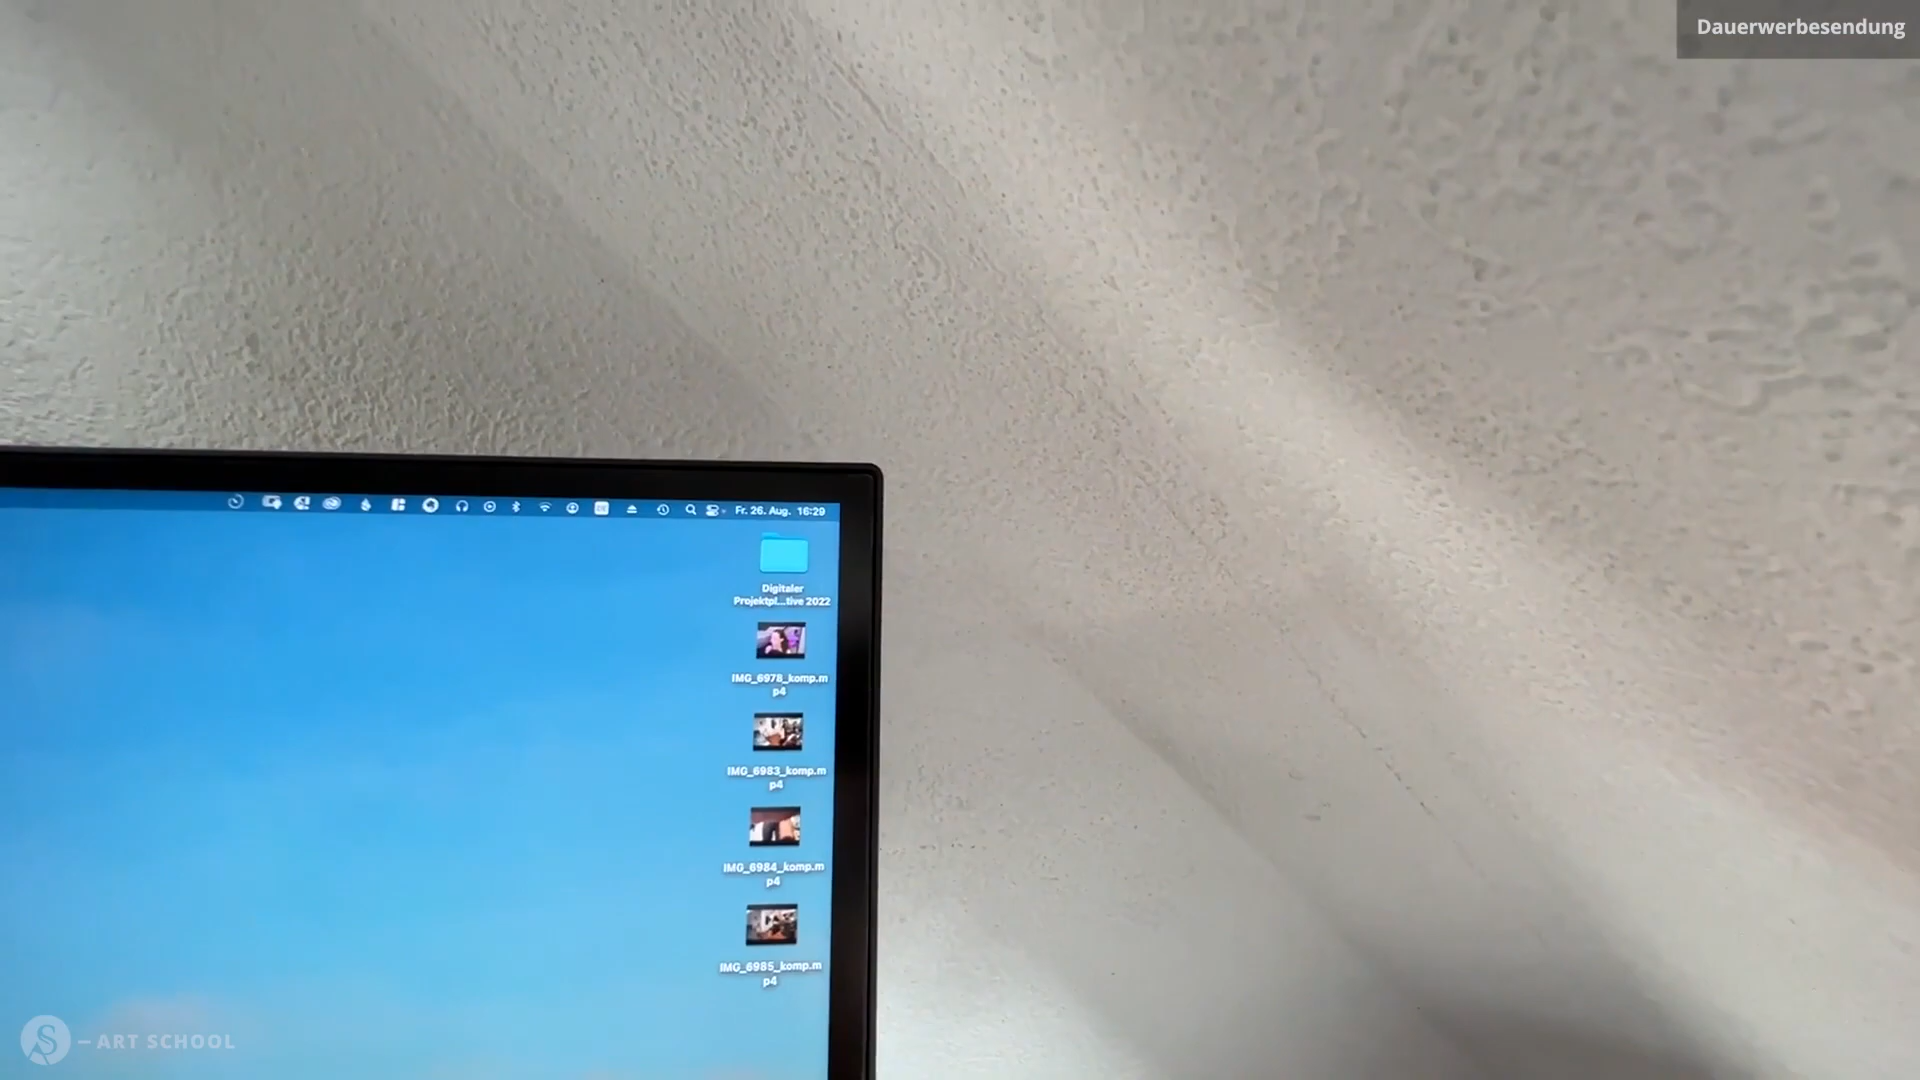 Dauerwerbesendung
Fr. 26. Aug. 16:29
Digitaler
Projektpl...tive 2022
IMG_6978_komp.m
p4
IMG_6983_komp.m
p4
IMG_6984_komp.m
p4
IMG_6985_komp.m
p4
– ART SCHOOL